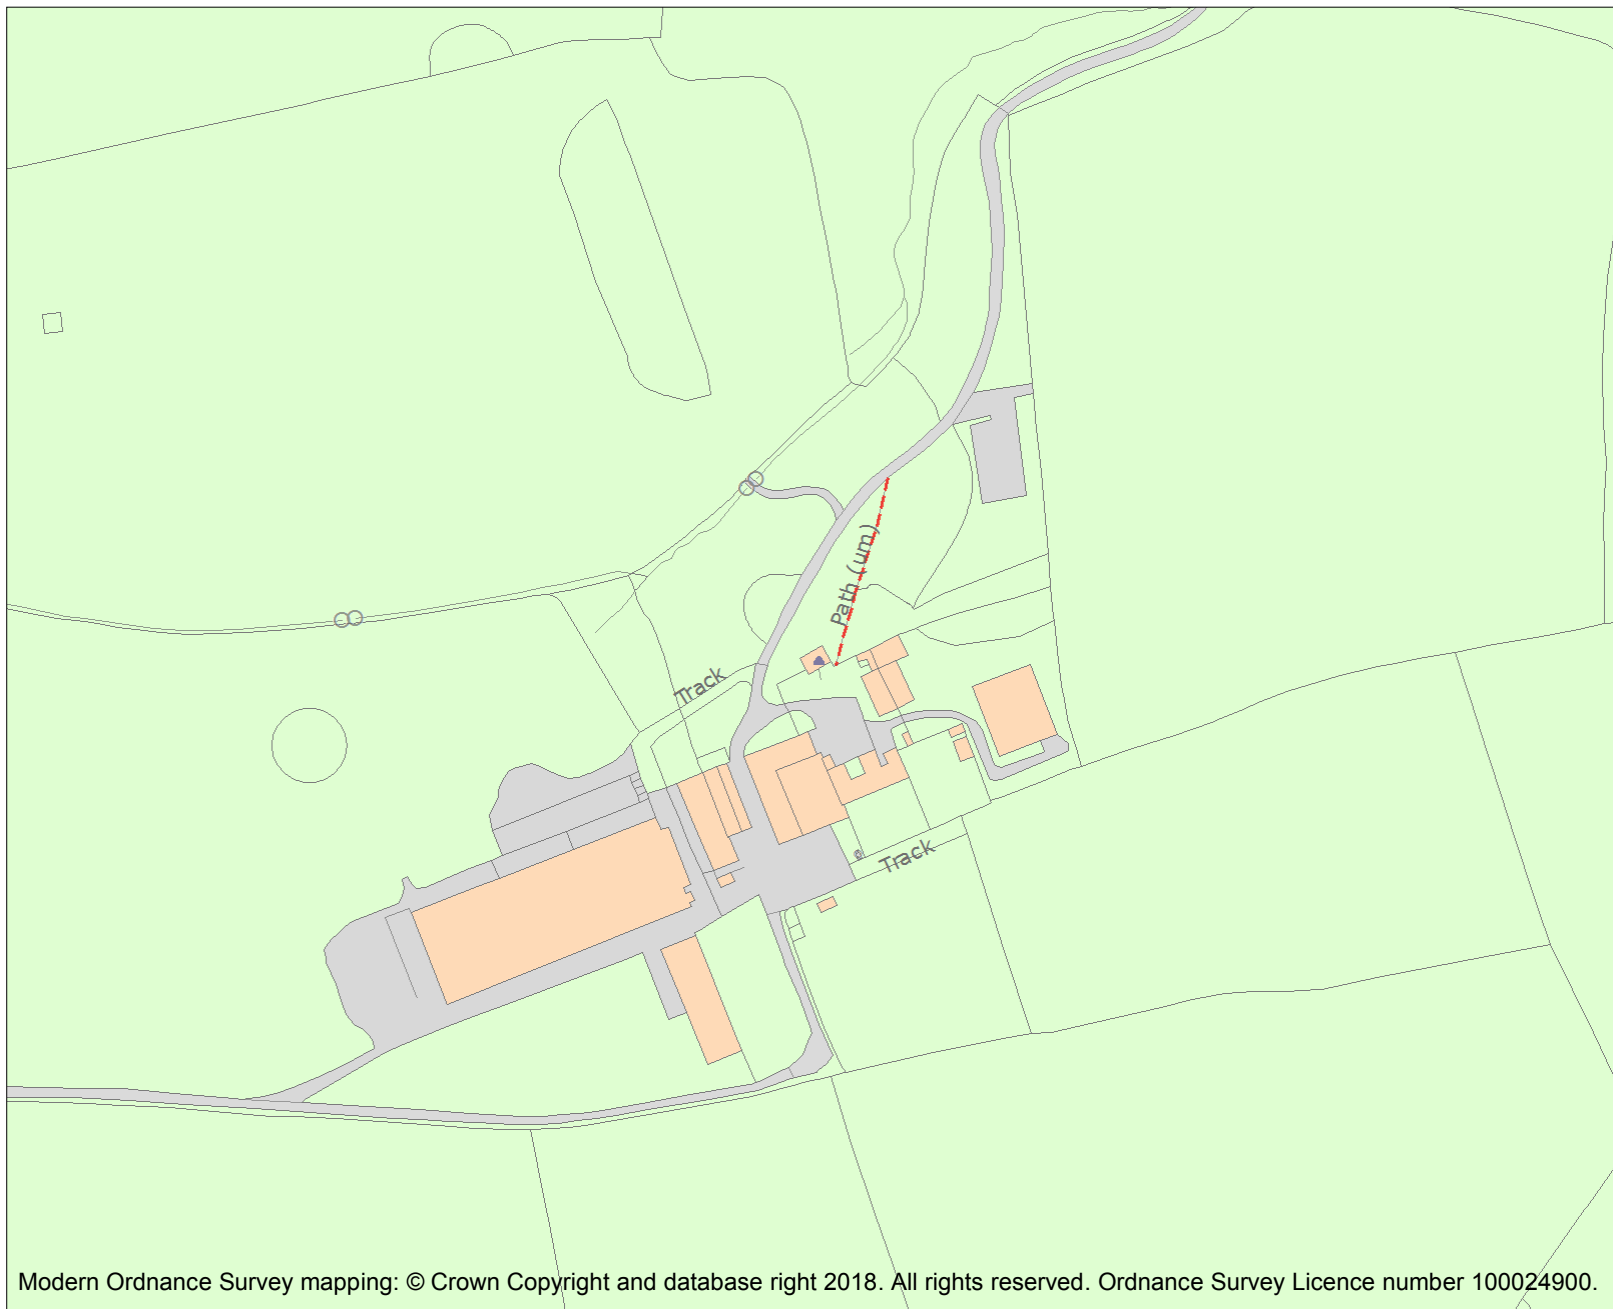 Path (um)
Track
Track
Modern Ordnance Survey mapping: © Crown Copyright and database right 2018. All rights reserved. Ordnance Survey Licence number 100024900.